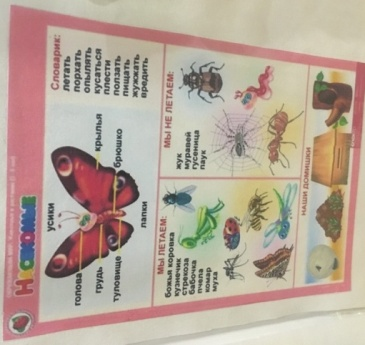 Насекомые
усики
голова
грудь
туловище
крылья
брюшко
лапки
Словарик:
летать
порхать
опылять
кусаться
плести
ползать
пищать
жужжать
вредить
МЫ ЛЕТАЕМ:
божья коровка
кузнечик
стрекоза
бабочка
пчела
комар
муха
МЫ НЕ ЛЕТАЕМ:
жук
муравей
гусеница
паук
НАШИ ДОМИШКИ